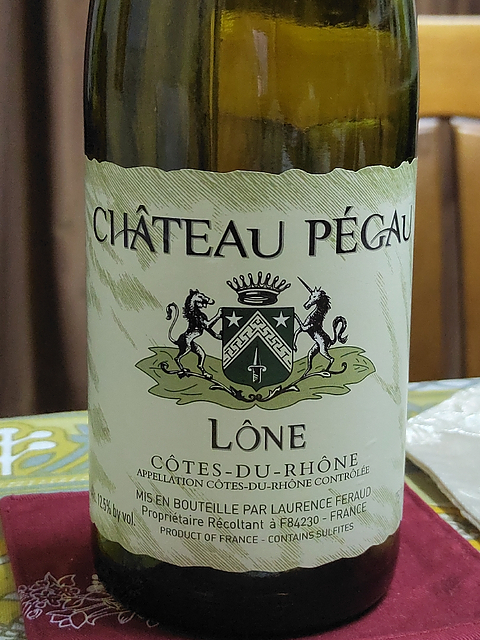 CHÂTEAU PÉGAU
LÔNE
CÔTES-DU-RHÔNE
APPELLATION CÔTES-DU-RHÔNE CONTRÔLÉE
12.5% by vol.
MIS EN BOUTEILLE PAR LAURENCE FERAUD
Propriétaire Récoltant à F84230 - FRANCE
PRODUCT OF FRANCE - CONTAINS SULFITES